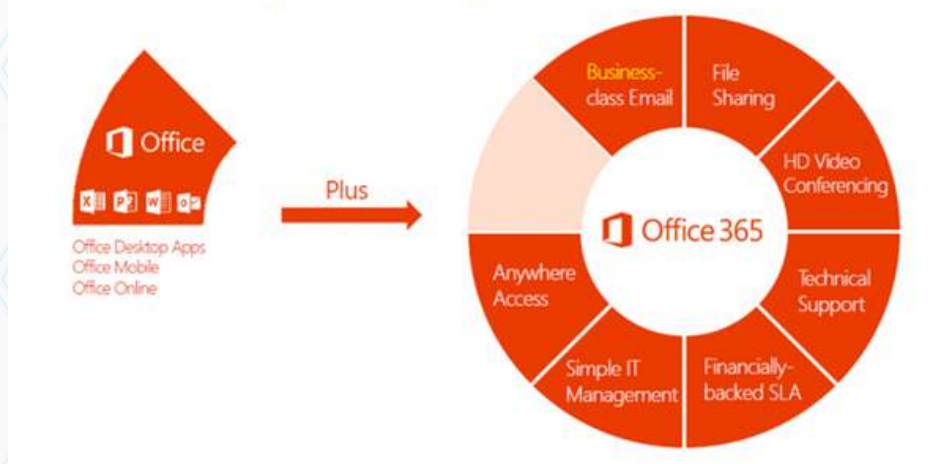 Office
Office Desktop Apps
Office Mobile
Office Online
Plus
Business-
class Email
File
Sharing
HD Video
Conferencing
Technical
Support
Financially-
backed SLA
Simple IT
Management
Anywhere
Access
Office 365